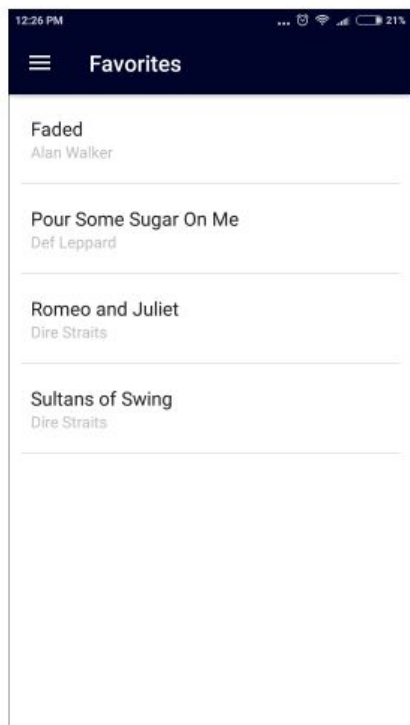 12:26 PM ... 21%
Favorites
Faded
Alan Walker
Pour Some Sugar On Me
Def Leppard
Romeo and Juliet
Dire Straits
Sultans of Swing
Dire Straits